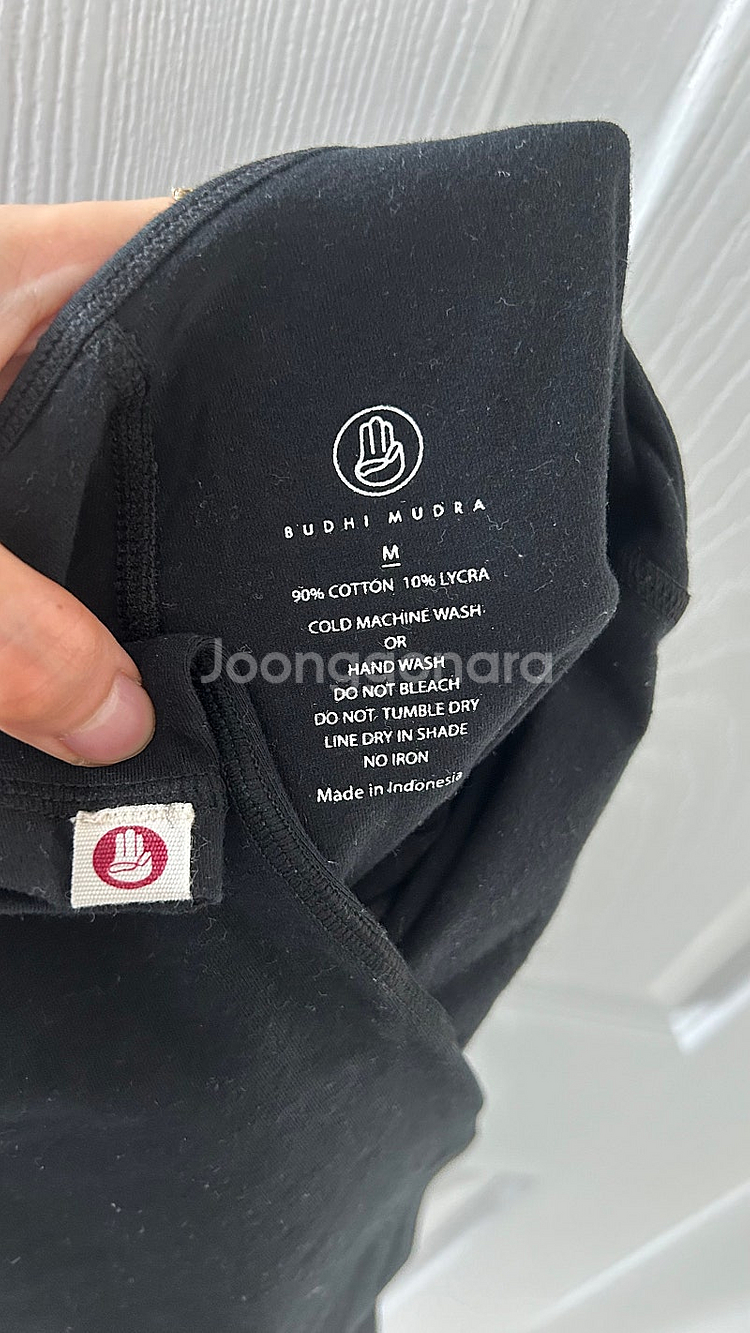 BUDHI MUDRA
M
90% COTTON 10% LYCRA
COLD MACHINE WASH
OR
HAND WASH
DO NOT BLEACH
DO NOT TUMBLE DRY
LINE DRY IN SHADE
NO IRON
Made in Indonesia
Joonggonara